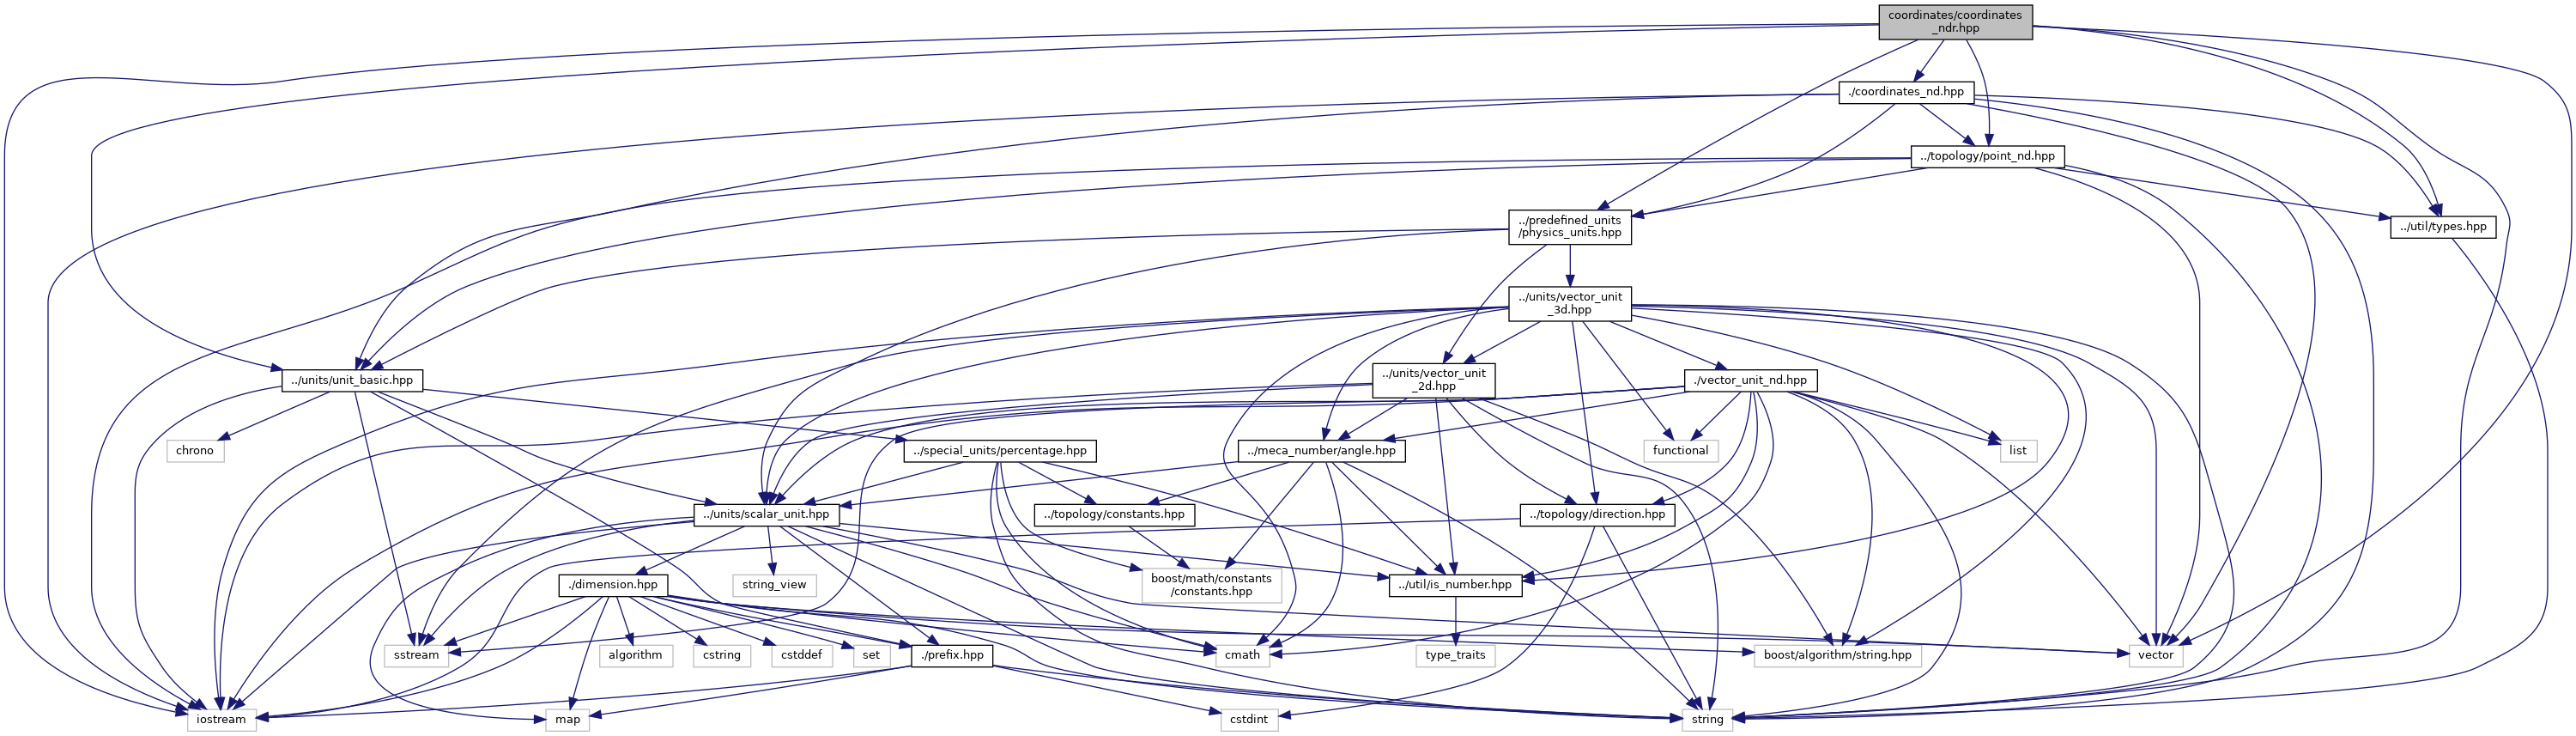 coordinates/coordinates
_ndr.hpp
./coordinates_nd.hpp
../topology/point_nd.hpp
../predefined_units
/physics_units.hpp
../util/types.hpp
../units/vector_unit
_3d.hpp
../units/unit_basic.hpp
../units/vector_unit
_2d.hpp
./vector_unit_nd.hpp
chrono
../special_units/percentage.hpp
../meca_number/angle.hpp
functional
list
../units/scalar_unit.hpp
../topology/constants.hpp
../topology/direction.hpp
./dimension.hpp
string_view
boost/math/constants
/constants.hpp
../util/is_number.hpp
sstream
algorithm
cstring
cstddef
set
./prefix.hpp
cmath
type_traits
boost/algorithm/string.hpp
vector
iostream
map
cstdint
string